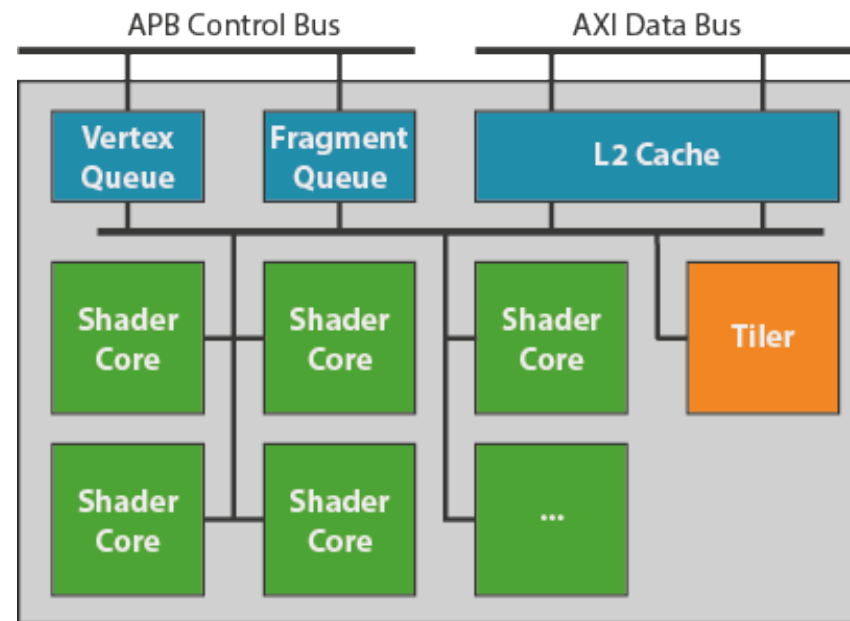 APB Control Bus
AXI Data Bus
Vertex
Queue
Fragment
Queue
L2 Cache
Shader
Core
Shader
Core
Shader
Core
Tiler
Shader
Core
Shader
Core
...